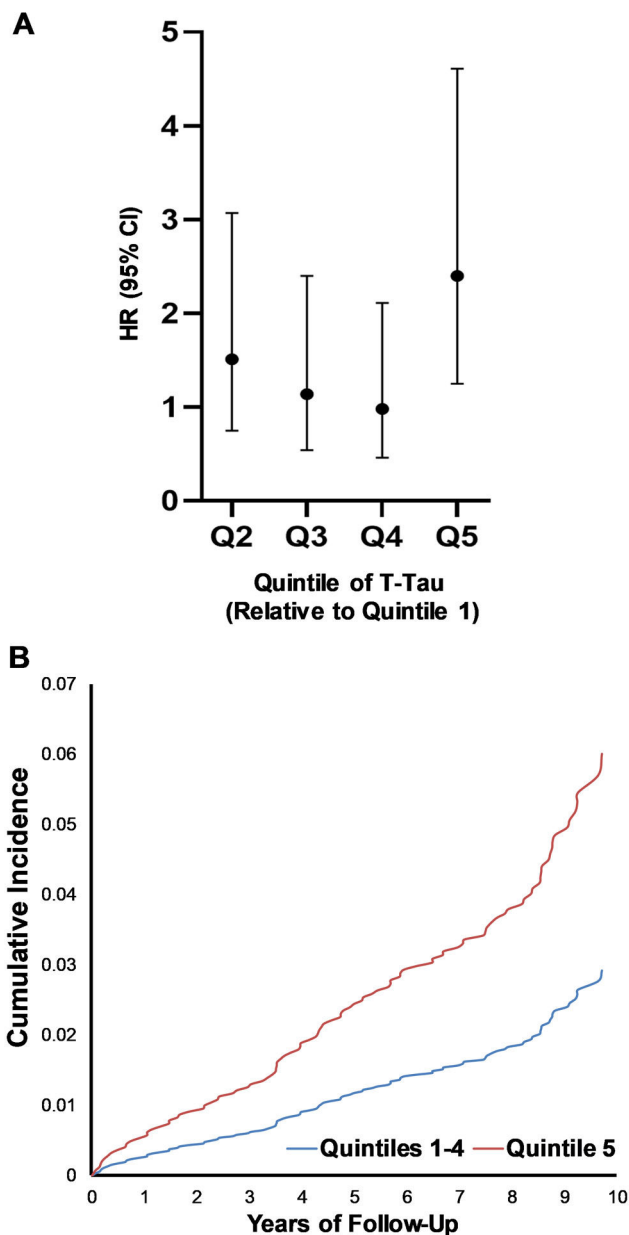 A
5
4
3
2
1
0
HR (95% CI)
Q2 Q3 Q4 Q5
Quintile of T-Tau
(Relative to Quintile 1)
B
0.07
0.06
0.05
0.04
0.03
0.02
0.01
0
Cumulative Incidence
Quintiles 1-4 Quintile 5
0 1 2 3 4 5 6 7 8 9 10
Years of Follow-Up